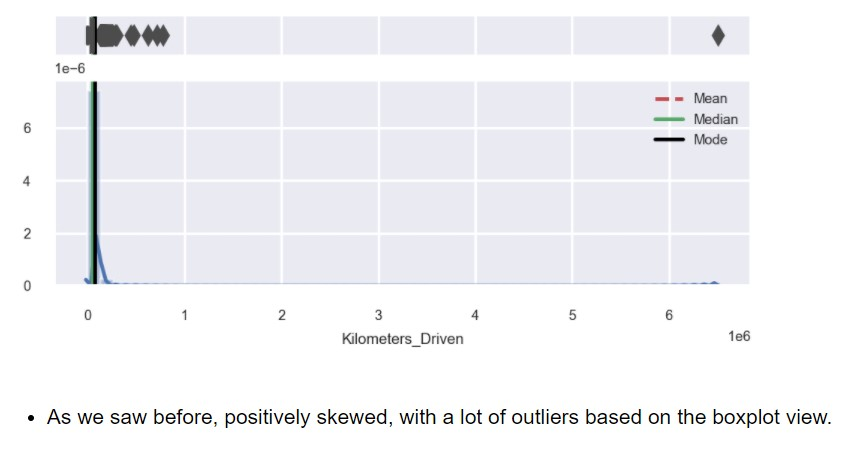 1e−6
Mean
Median
Mode
6
4
2
0
0 1 2 3 4 5 6
Kilometers_Driven
1e6
• As we saw before, positively skewed, with a lot of outliers based on the boxplot view.